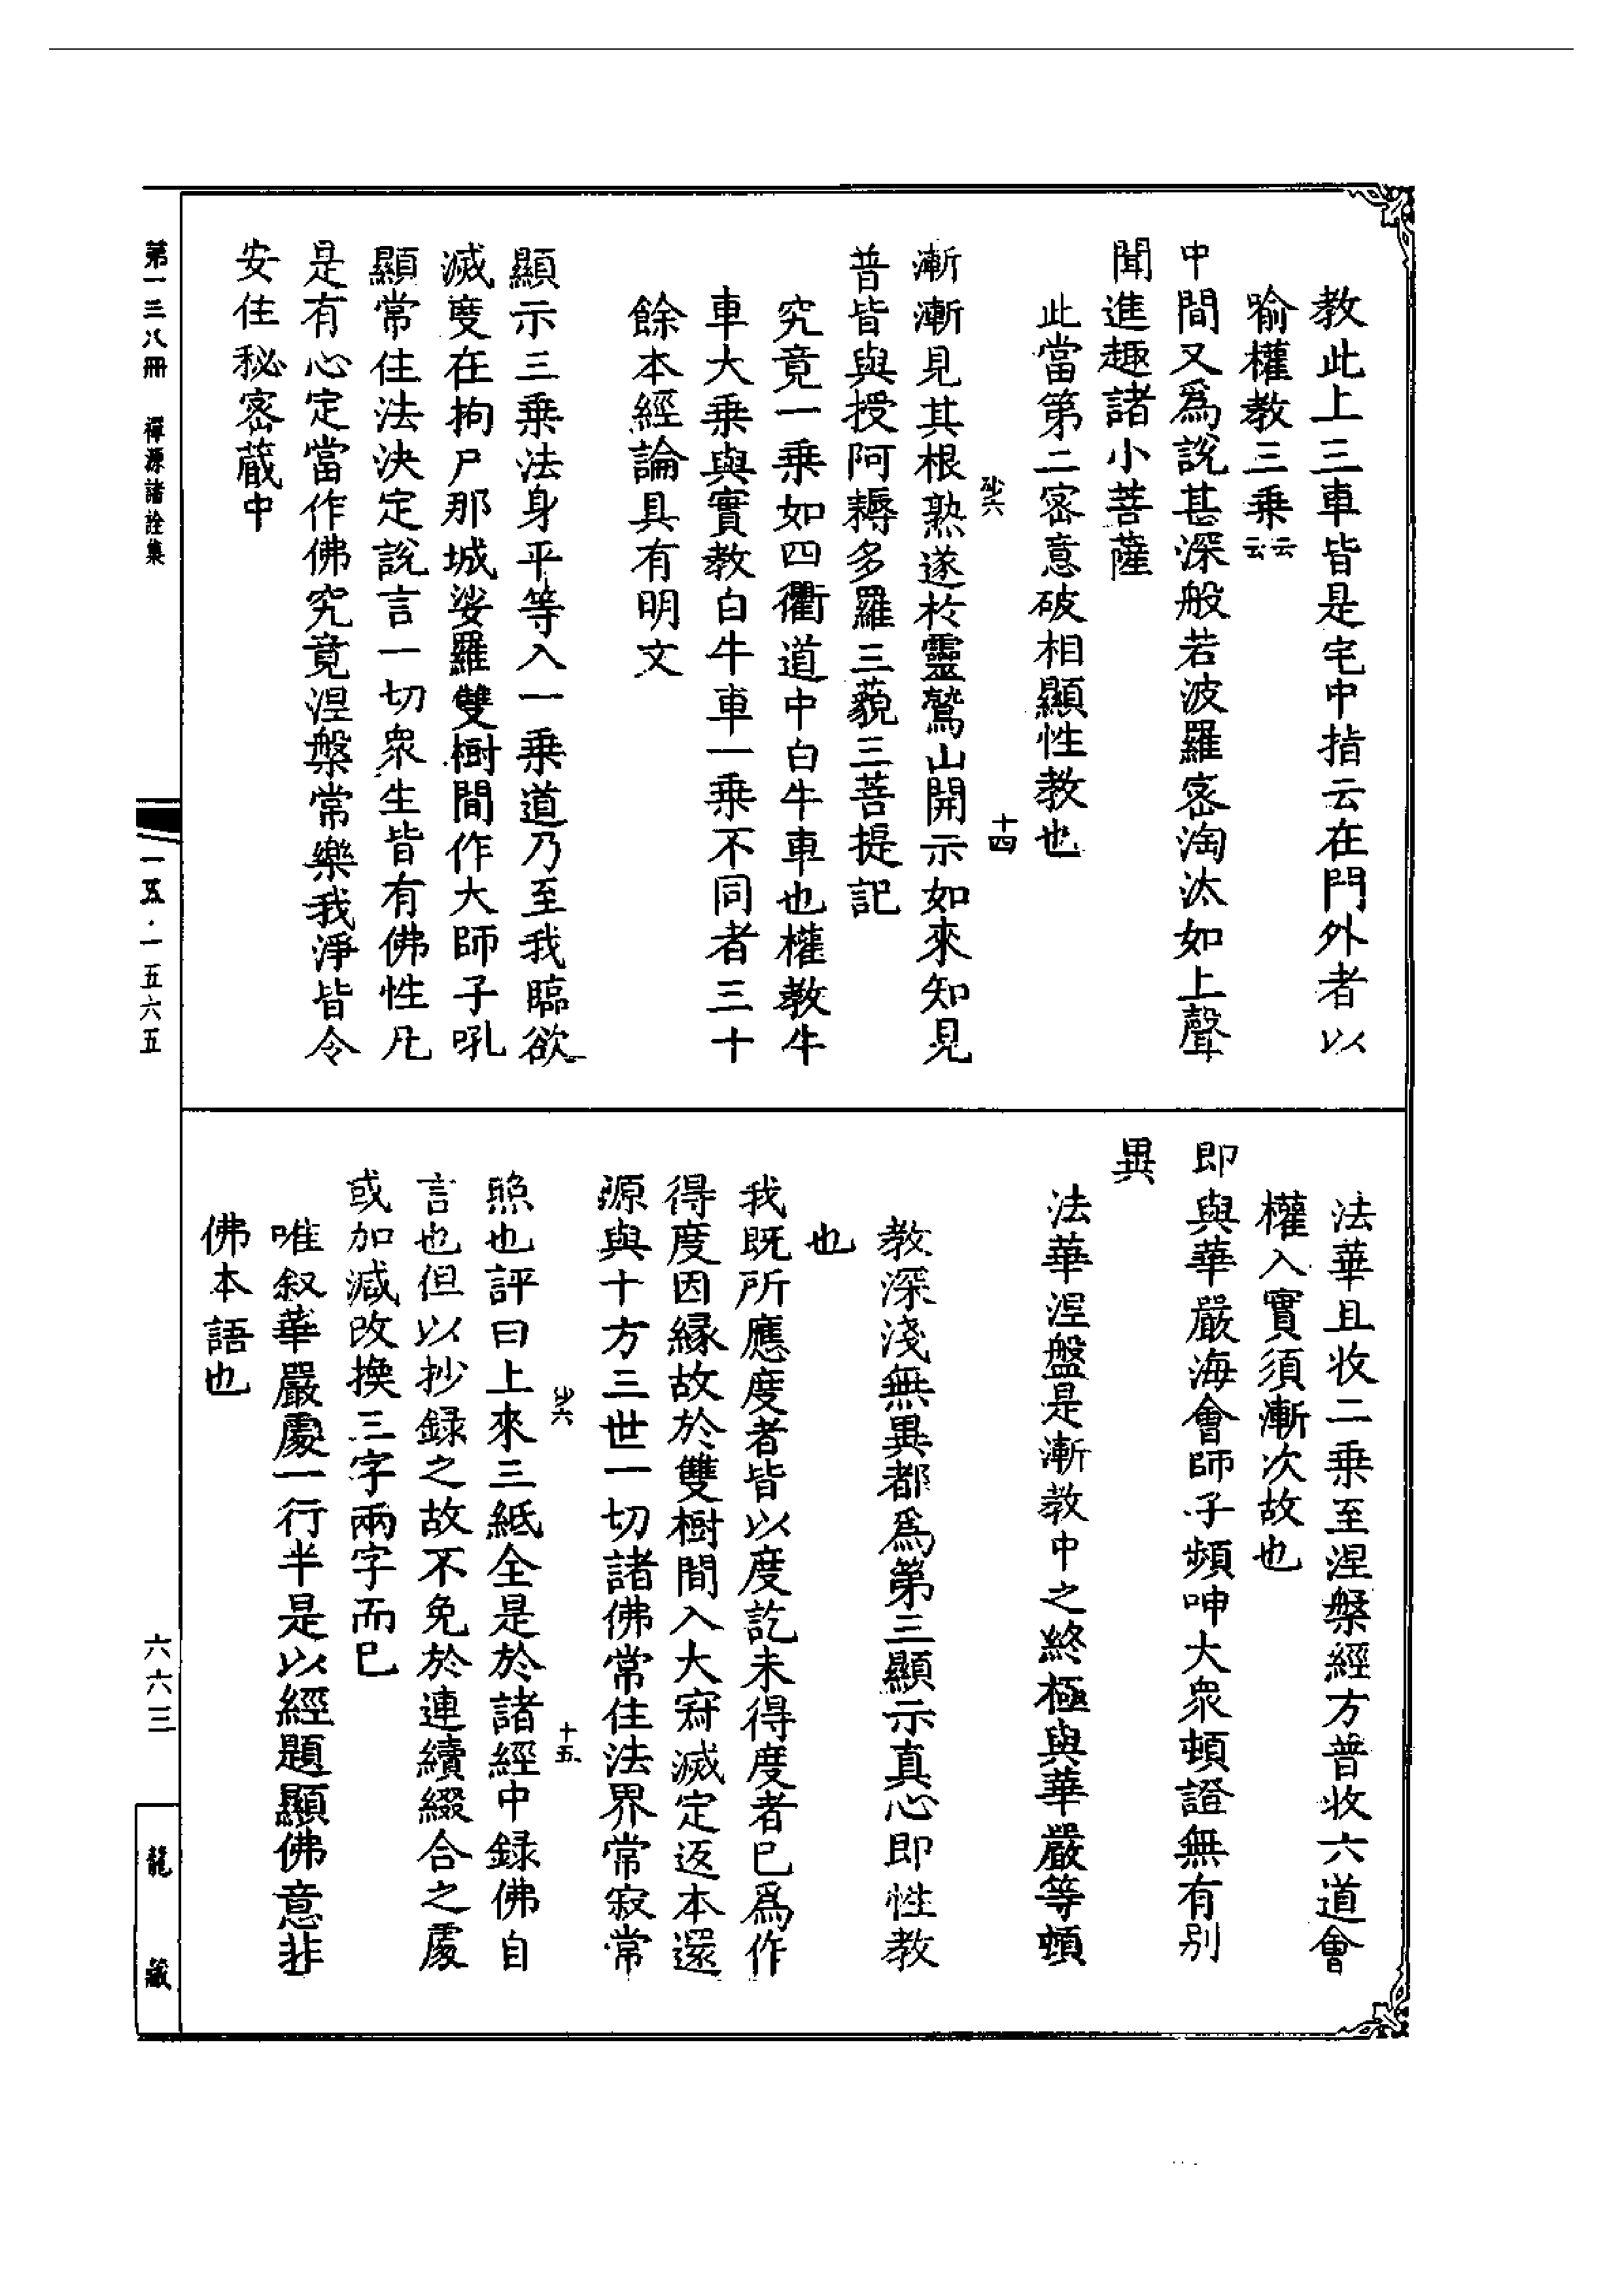 教此上三車皆是宅中指云在門外者以
喻權教三乘云云
中間又爲說甚深般若波羅密淘汰如上聲
聞進趣諸小菩薩
此當第二密意破相顯性教也
十四
漸漸見其根熟遂於靈鷲山開示如來知見
普皆與授阿耨多羅三藐三菩提記
究竟一乘如四衢道中白牛車也權教牛
車大乘與實教白牛車一乘不同者三十
餘本經論具有明文
顯示三乘法身平等入一乘道乃至我臨欲
滅度在拘尸那城娑羅雙樹間作大師子吼
顯常住法決定說言一切衆生皆有佛性凡
是有心定當作佛究竟涅槃常樂我淨皆令
安住秘密藏中
法華且收二乘至涅槃經方普收六道會
權入實須漸次故也
即與華嚴海會師子頻呻大衆頓證無有別
異
法華涅盤是漸教中之終極與華嚴等頓
教深淺無異都爲第三顯示真心即性教
也
我既所應度者皆以度訖未得度者已爲作
得度因緣故於雙樹間入大寂滅定返本還
源與十方三世一切諸佛常住法界常寂常
十五
照也評曰上來三紙全是於諸經中録佛自
言也但以抄録之故不免於連續綴合之處
或加減改換三字兩字而已
唯叙華嚴處一行半是以經題顯佛意非
佛本語也
第一三八冊 禪源諸詮集
一五·一五六五
六六三
龍藏